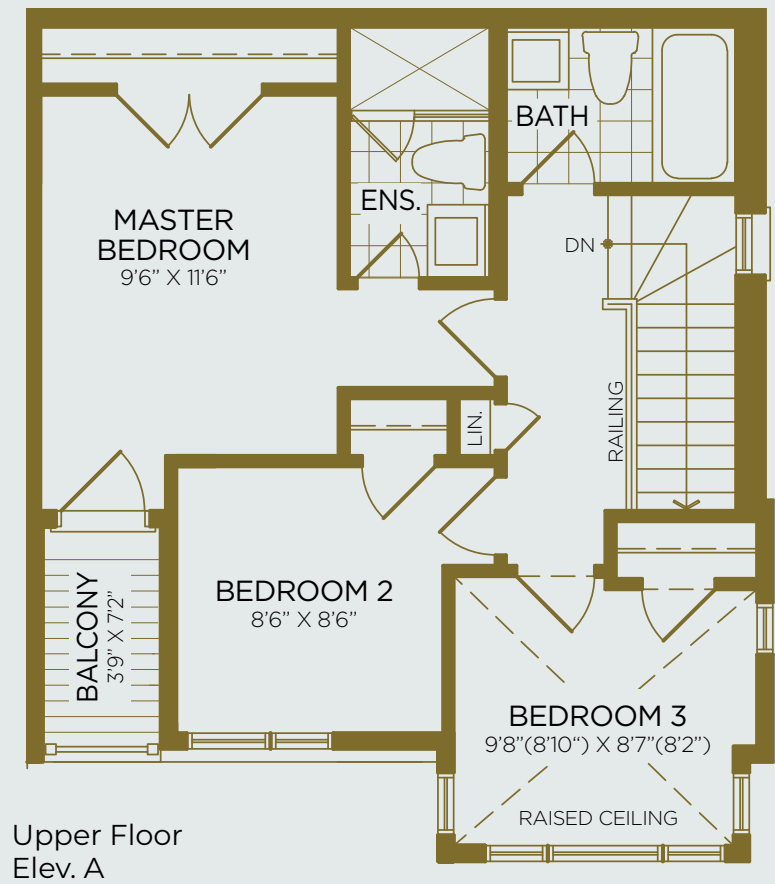 BATH
ENS.
MASTER
BEDROOM
9'6" X 11'6"
DN
RAILING
LIN.
BALCONY
3'9" X 7'2"
BEDROOM 2
8'6" X 8'6"
BEDROOM 3
9'8"(8'10") X 8'7"(8'2")
RAISED CEILING
Upper Floor
Elev. A